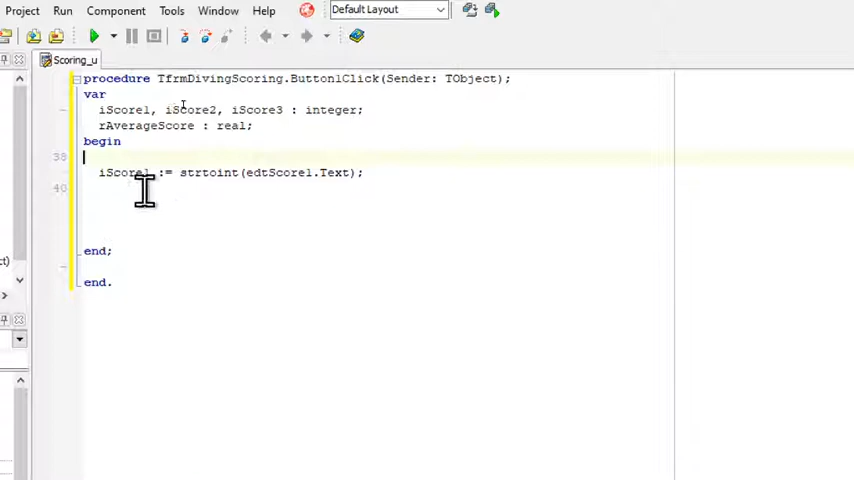 Project Run Component Tools Window Help Default Layout
Scoring_u
procedure TfrmDivingScoring.Button1Click(Sender: TObject);
var
iScore1, iScore2, iScore3 : integer;
rAverageScore : real;
begin
39
iScore1 := strtoint(edtScore1.Text);
40
end;
end.
:)